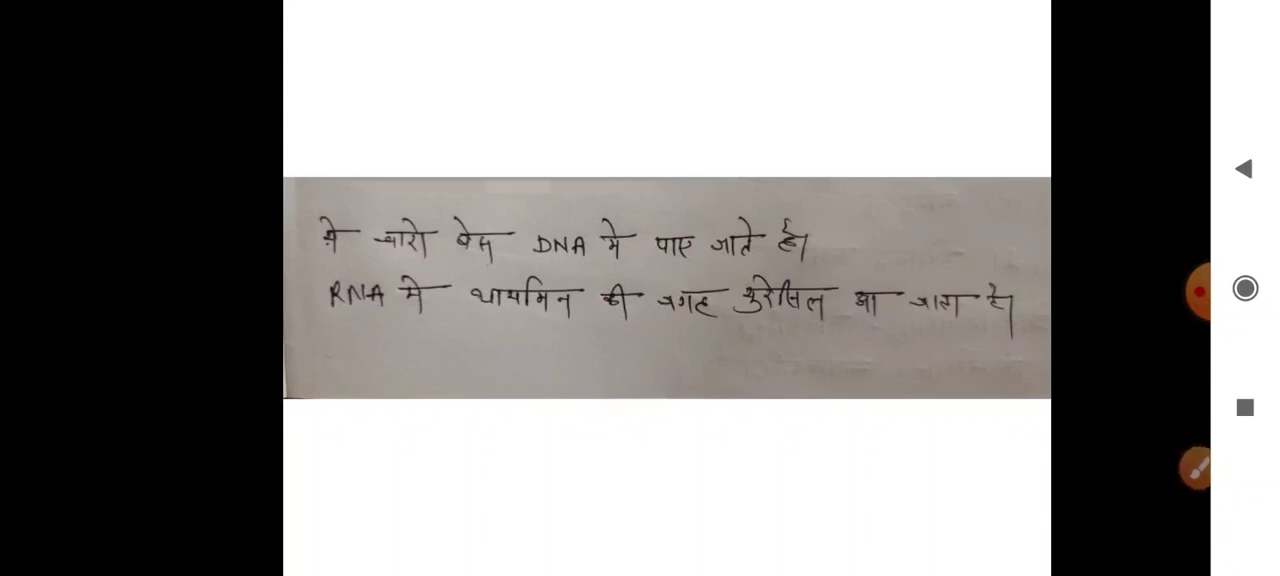 ये चारो बेस DNA मे पाए जाते है।
RNA मे थायमिन की जगह युरेसिल आ जाता है।